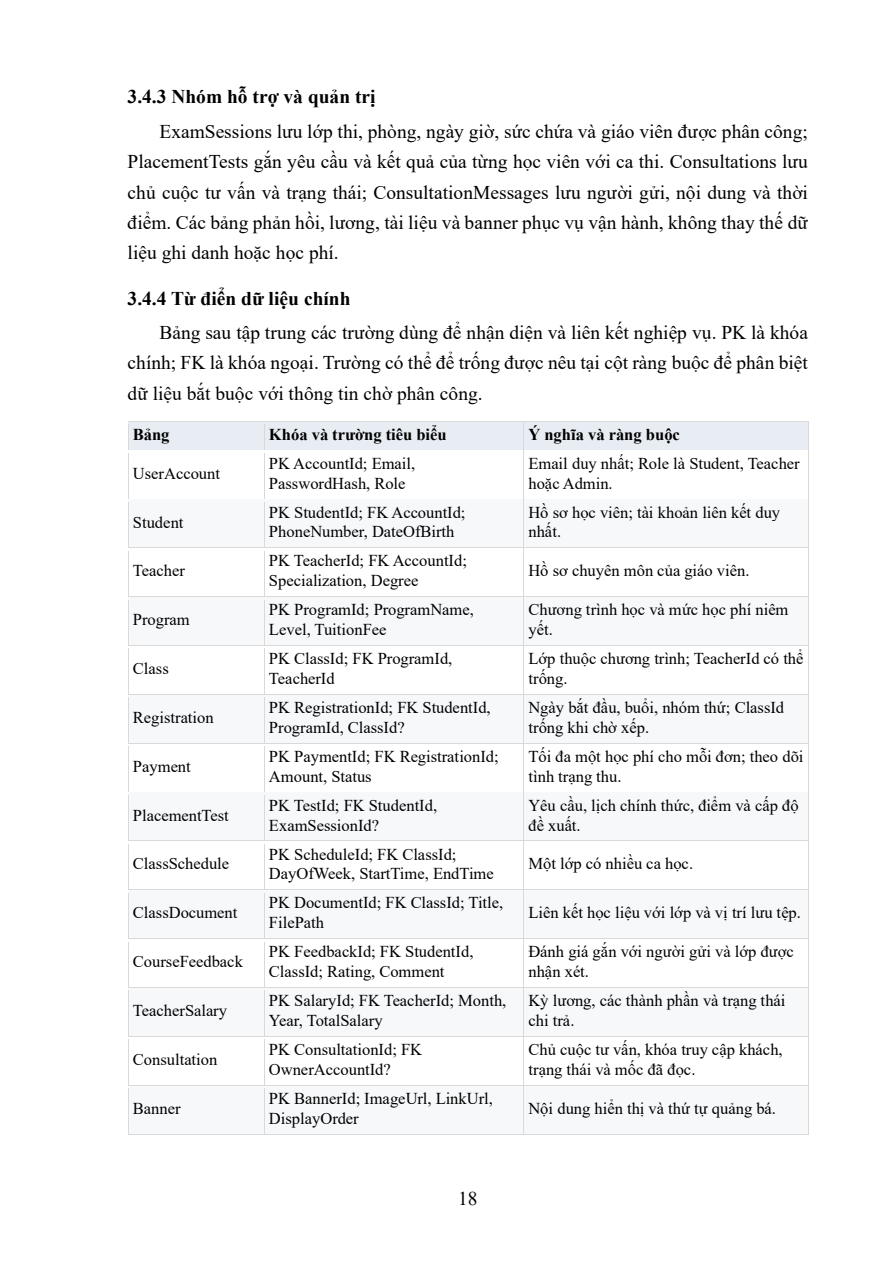 3.4.3 Nhóm hỗ trợ và quản trị
ExamSessions lưu lớp thi, phòng, ngày giờ, sức chứa và giáo viên được phân công;
PlacementTests gắn yêu cầu và kết quả của từng học viên với ca thi. Consultations lưu
chủ cuộc tư vấn và trạng thái; ConsultationMessages lưu người gửi, nội dung và thời
điểm. Các bảng phản hồi, lương, tài liệu và banner phục vụ vận hành, không thay thế dữ
liệu ghi danh hoặc học phí.
3.4.4 Từ điển dữ liệu chính
Bảng sau tập trung các trường dùng để nhận diện và liên kết nghiệp vụ. PK là khóa
chính; FK là khóa ngoại. Trường có thể để trống được nêu tại cột ràng buộc để phân biệt
dữ liệu bắt buộc với thông tin chờ phân công.
Bảng
Khóa và trường tiêu biểu
Ý nghĩa và ràng buộc
UserAccount
PK AccountId; Email,
PasswordHash, Role
Email duy nhất; Role là Student, Teacher
hoặc Admin.
Student
PK StudentId; FK AccountId;
PhoneNumber, DateOfBirth
Hồ sơ học viên; tài khoản liên kết duy
nhất.
Teacher
PK TeacherId; FK AccountId;
Specialization, Degree
Hồ sơ chuyên môn của giáo viên.
Program
PK ProgramId; ProgramName,
Level, TuitionFee
Chương trình học và mức học phí niêm
yết.
Class
PK ClassId; FK ProgramId,
TeacherId
Lớp thuộc chương trình; TeacherId có thể
trống.
Registration
PK RegistrationId; FK StudentId,
ProgramId, ClassId?
Ngày bắt đầu, buổi, nhóm thứ; ClassId
trống khi chờ xếp.
Payment
PK PaymentId; FK RegistrationId;
Amount, Status
Tối đa một học phí cho mỗi đơn; theo dõi
tình trạng thu.
PlacementTest
PK TestId; FK StudentId,
ExamSessionId?
Yêu cầu, lịch chính thức, điểm và cấp độ
đề xuất.
ClassSchedule
PK ScheduleId; FK ClassId;
DayOfWeek, StartTime, EndTime
Một lớp có nhiều ca học.
ClassDocument
PK DocumentId; FK ClassId; Title,
FilePath
Liên kết học liệu với lớp và vị trí lưu tệp.
CourseFeedback
PK FeedbackId; FK StudentId,
ClassId; Rating, Comment
Đánh giá gắn với người gửi và lớp được
nhận xét.
TeacherSalary
PK SalaryId; FK TeacherId; Month,
Year, TotalSalary
Kỳ lương, các thành phần và trạng thái
chi trả.
Consultation
PK ConsultationId; FK
OwnerAccountId?
Chủ cuộc tư vấn, khóa truy cập khách,
trạng thái và mốc đã đọc.
Banner
PK BannerId; ImageUrl, LinkUrl,
DisplayOrder
Nội dung hiển thị và thứ tự quảng bá.
18